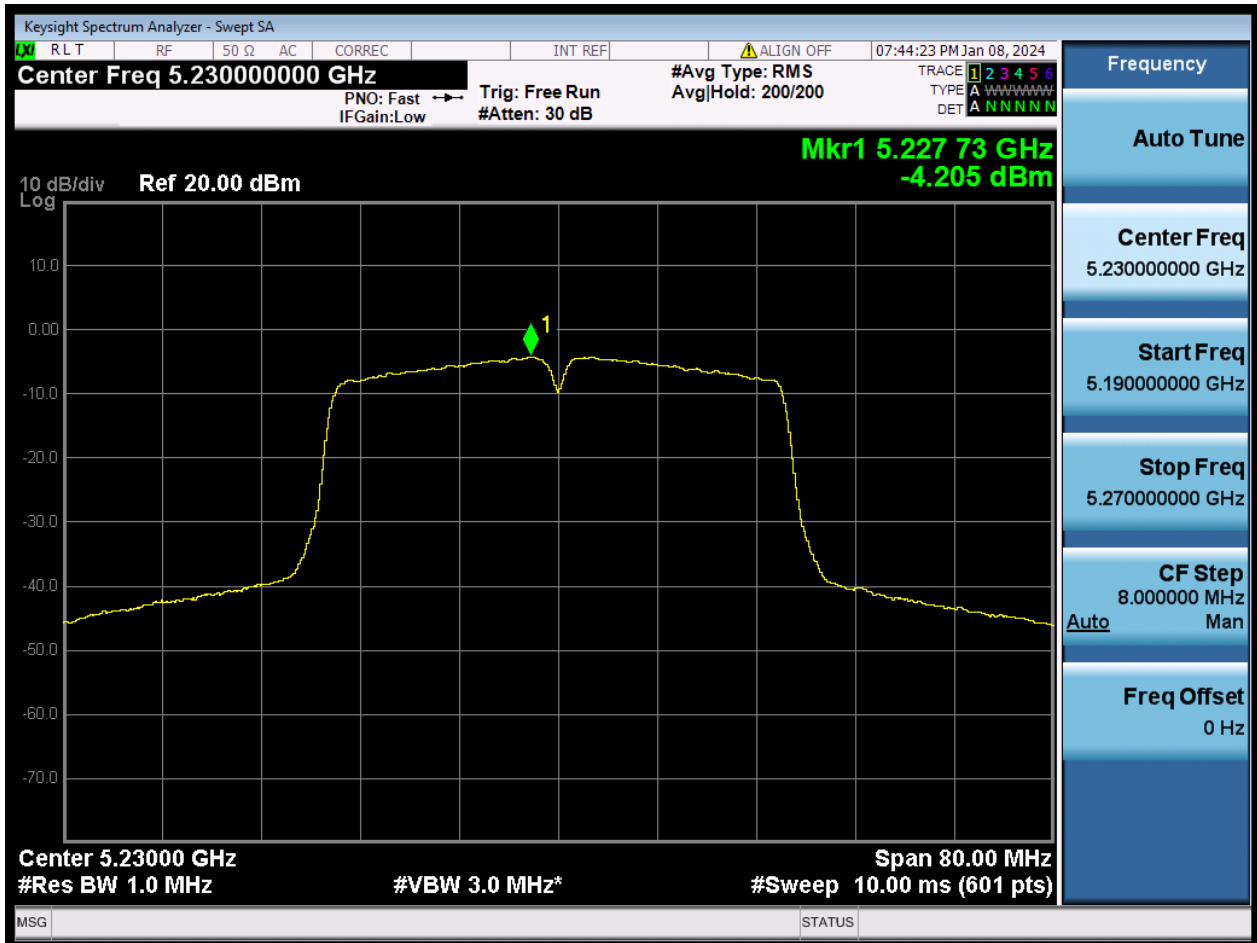 Keysight Spectrum Analyzer - Swept SA
LXI RLT RF 50 Ω AC CORREC INT REF ALIGN OFF 07:44:23 PM Jan 08, 2024
Center Freq 5.230000000 GHz
PNO: Fast
IFGain:Low
Trig: Free Run
#Atten: 30 dB
#Avg Type: RMS
Avg|Hold: 200/200
TRACE 1 2 3 4 5 6
TYPE A WWWWW
DET A N N N N N
Mkr1 5.227 73 GHz
-4.205 dBm
10 dB/div Ref 20.00 dBm
Log
10.0
0.00
-10.0
-20.0
-30.0
-40.0
-50.0
-60.0
-70.0
1
Center 5.23000 GHz Span 80.00 MHz
#Res BW 1.0 MHz #VBW 3.0 MHz* #Sweep 10.00 ms (601 pts)
MSG STATUS
Frequency
Auto Tune
Center Freq
5.230000000 GHz
Start Freq
5.190000000 GHz
Stop Freq
5.270000000 GHz
CF Step
8.000000 MHz
Auto Man
Freq Offset
0 Hz